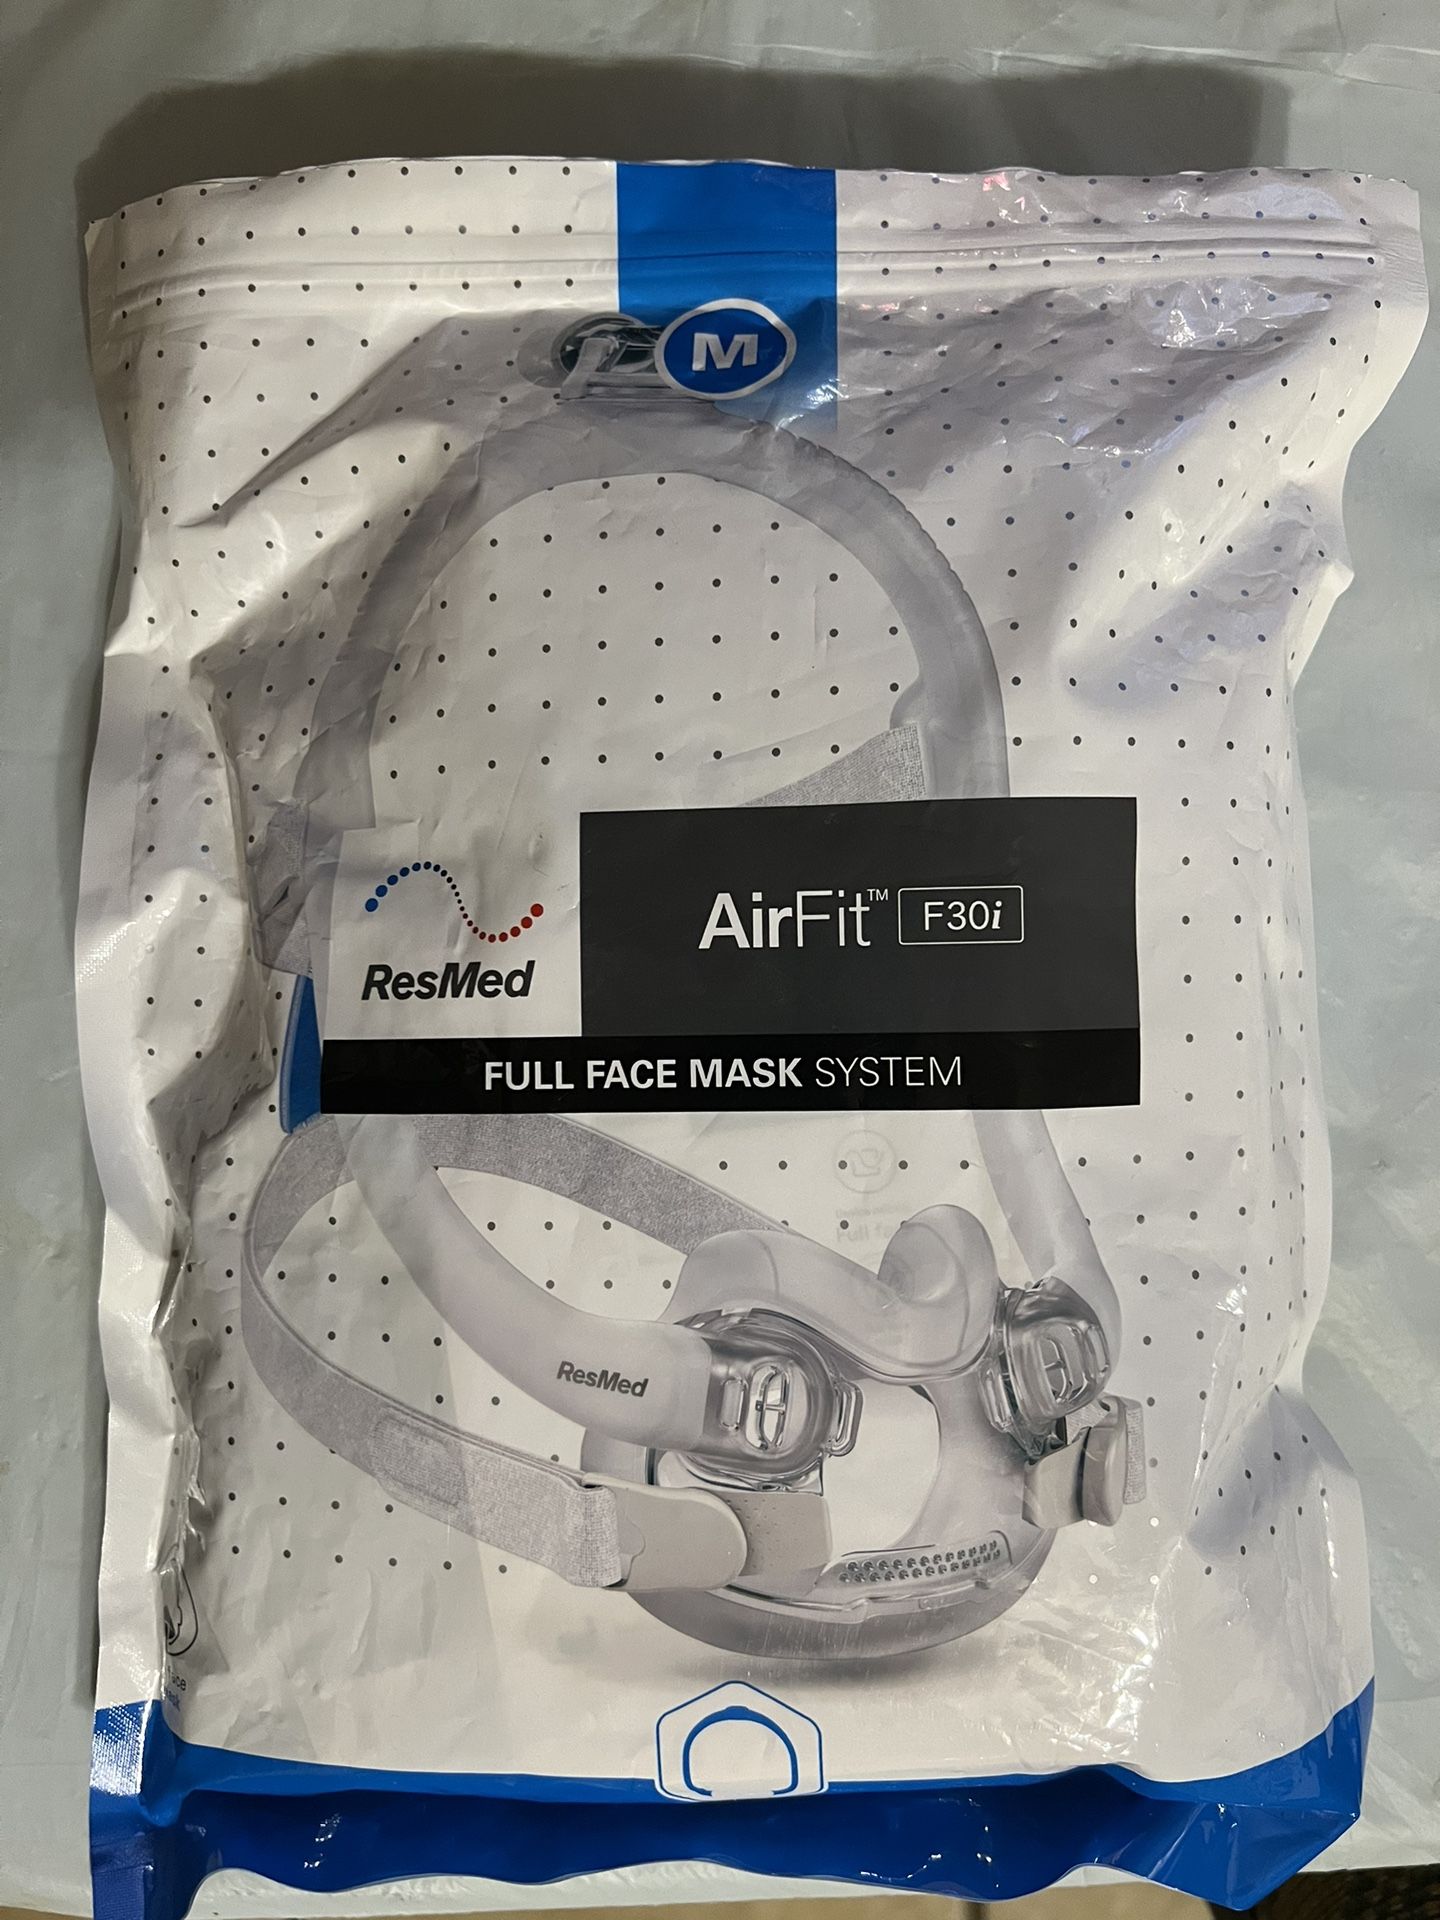 M
AirFit™ F30i
ResMed
FULL FACE MASK SYSTEM
ResMed